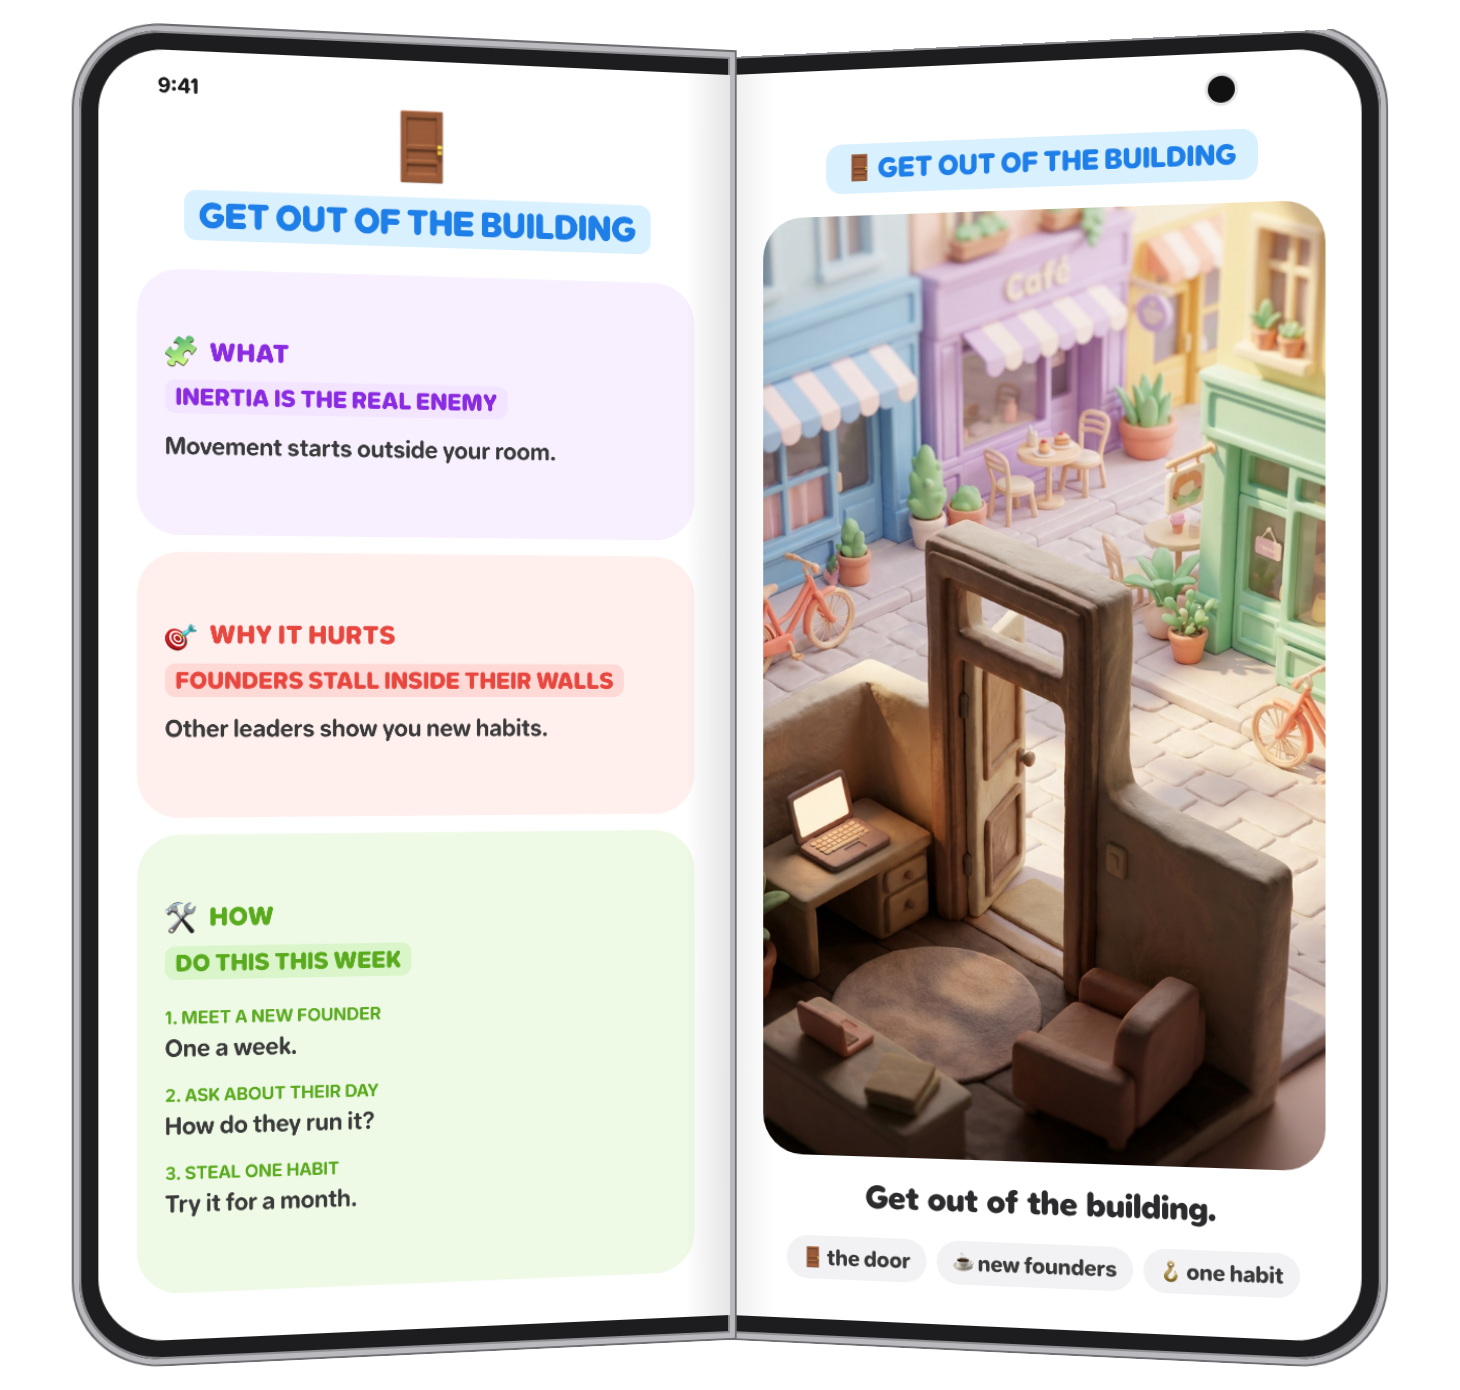 9:41
GET OUT OF THE BUILDING
WHAT
INERTIA IS THE REAL ENEMY
Movement starts outside your room.
WHY IT HURTS
FOUNDERS STALL INSIDE THEIR WALLS
Other leaders show you new habits.
HOW
DO THIS THIS WEEK
1. MEET A NEW FOUNDER
One a week.
2. ASK ABOUT THEIR DAY
How do they run it?
3. STEAL ONE HABIT
Try it for a month.
GET OUT OF THE BUILDING
Café
Get out of the building.
the door
new founders
one habit